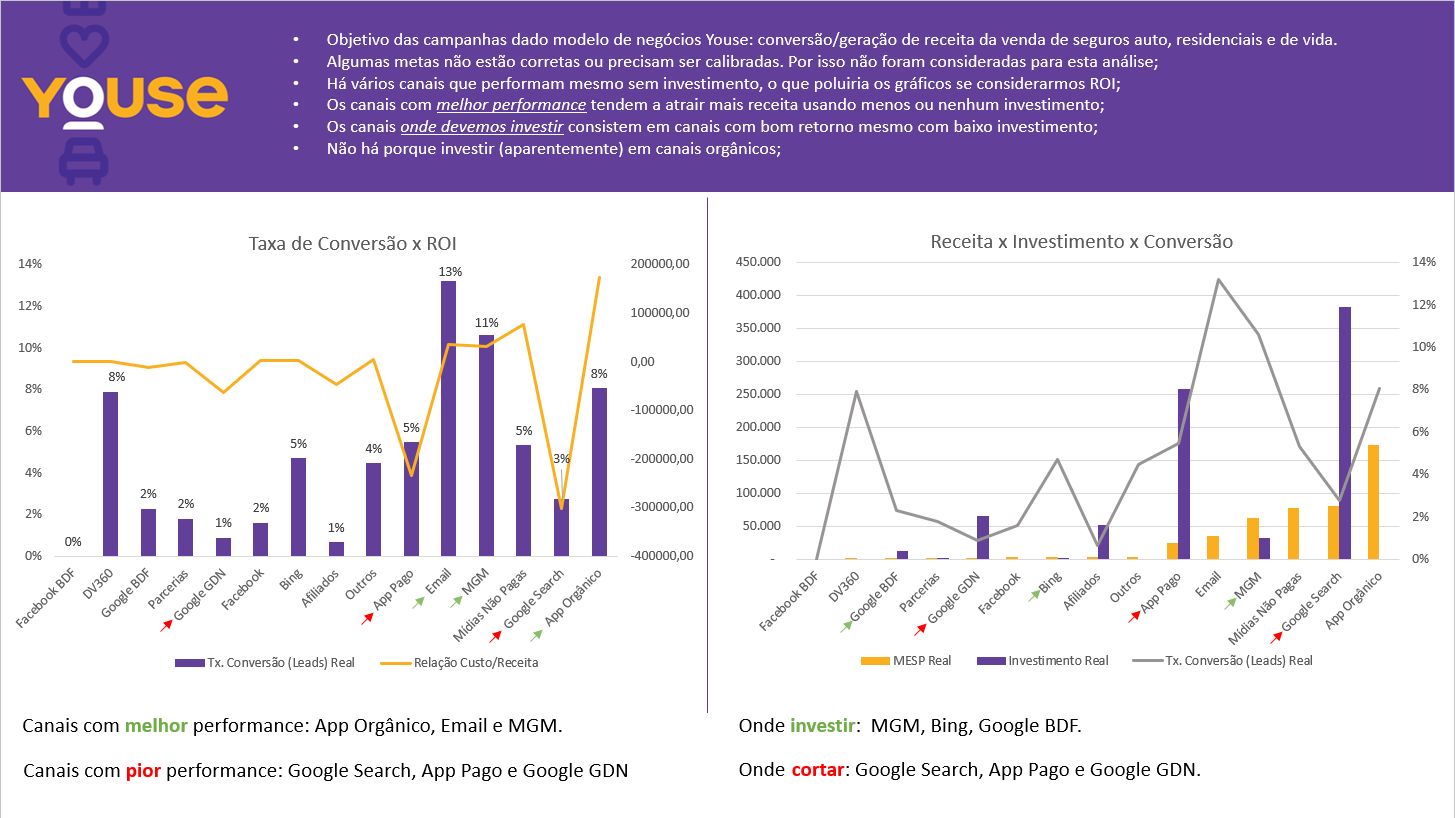 Youse
• Objetivo das campanhas dado modelo de negócios Youse: conversão/geração de receita da venda de seguros auto, residenciais e de vida.
• Algumas metas não estão corretas ou precisam ser calibradas. Por isso não foram consideradas para esta análise;
• Há vários canais que performam mesmo sem investimento, o que poluiria os gráficos se considerarmos ROI;
• Os canais com melhor performance tendem a atrair mais receita usando menos ou nenhum investimento;
• Os canais onde devemos investir consistem em canais com bom retorno mesmo com baixo investimento;
• Não há porque investir (aparentemente) em canais orgânicos;
Taxa de Conversão x ROI
14%
12%
10%
8%
6%
4%
2%
0%
200000,00
100000,00
0,00
-100000,00
-200000,00
-300000,00
-400000,00
0%
8%
2%
2%
1%
2%
5%
1%
4%
5%
13%
11%
5%
3%
8%
Facebook BDF
DV360
Google BDF
Parcerias
Google GDN
Facebook
Bing
Afiliados
Outros
App Pago
Email
MGM
Mídias Não Pagas
Google Search
App Orgânico
Tx. Conversão (Leads) Real
Relação Custo/Receita
Receita x Investimento x Conversão
450.000
400.000
350.000
300.000
250.000
200.000
150.000
100.000
50.000
-
14%
12%
10%
8%
6%
4%
2%
0%
Facebook BDF
DV360
Google BDF
Parcerias
Google GDN
Facebook
Bing
Afiliados
Outros
App Pago
Email
MGM
Mídias Não Pagas
Google Search
App Orgânico
MESP Real
Investimento Real
Tx. Conversão (Leads) Real
Canais com melhor performance: App Orgânico, Email e MGM.
Canais com pior performance: Google Search, App Pago e Google GDN
Onde investir: MGM, Bing, Google BDF.
Onde cortar: Google Search, App Pago e Google GDN.